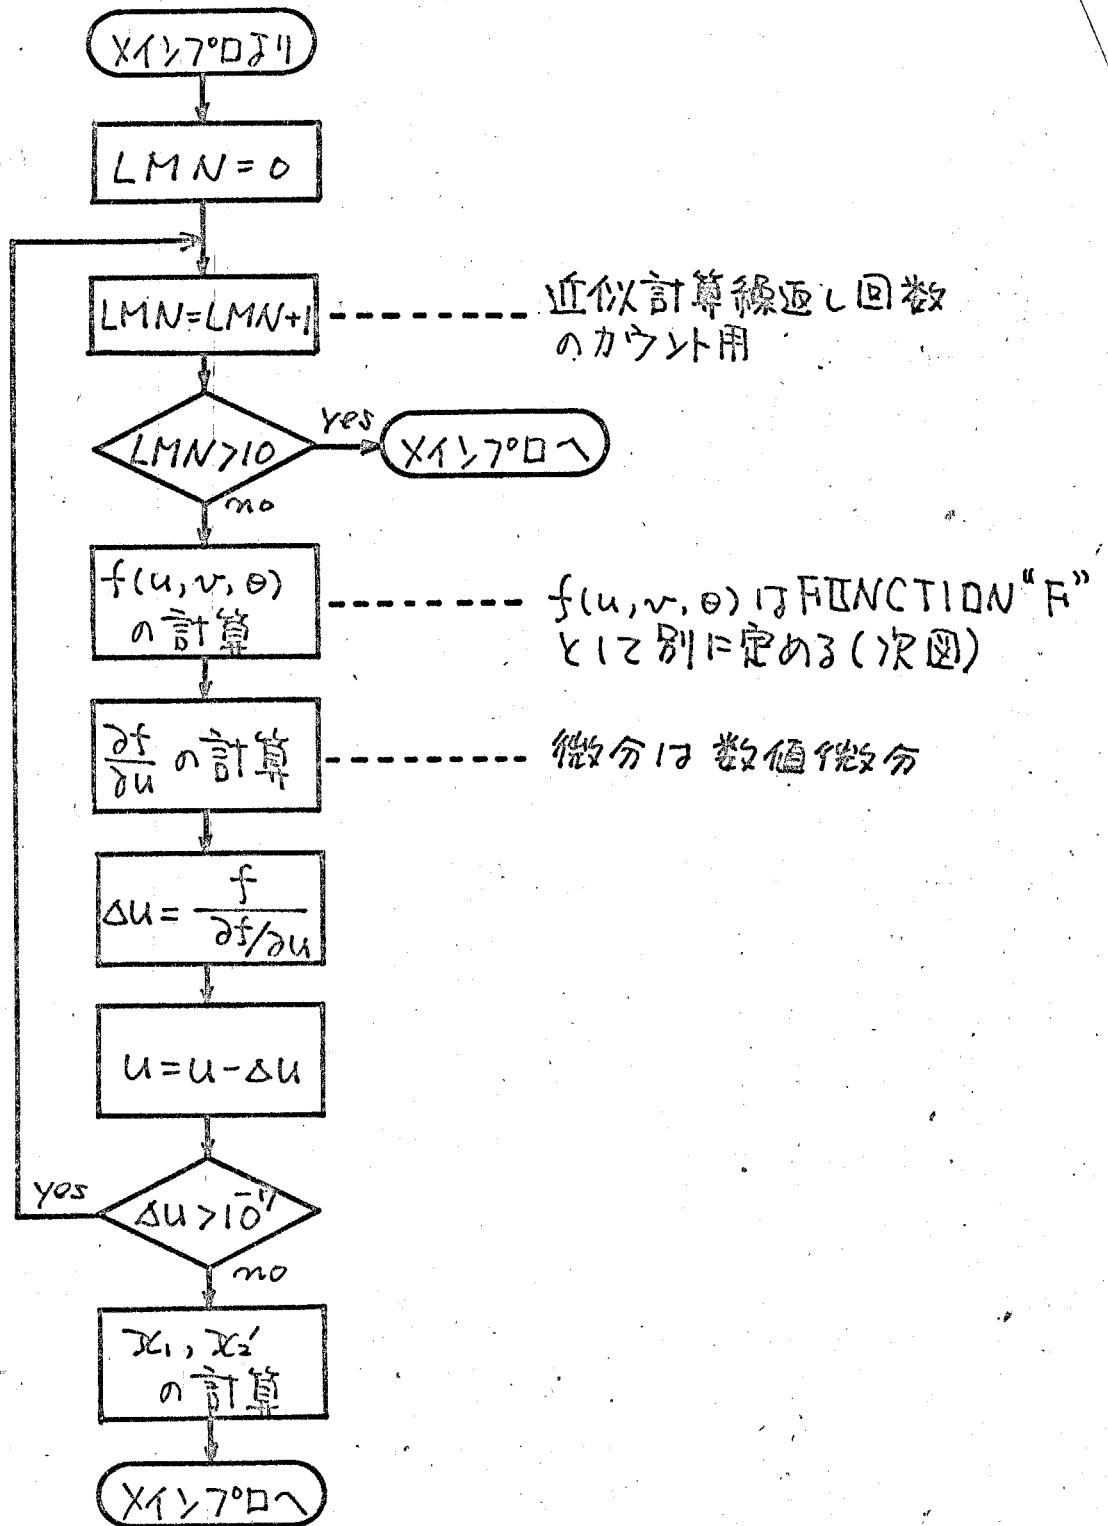 メインプロより
LMN=0
LMN=LMN+1
近似計算繰返し回数
のカウント用
LMN>10
yes
メインプロへ
no
f(u,v,θ)
の計算
f(u,v,θ)はFUNCTION“F”
として別に定める(次図)
∂f/∂u の計算
微分は数値微分
Δu= f / ∂f/∂u
u=u-Δu
yes
Δu>10⁻⁷
no
x₁, x₂'
の計算
メインプロへ